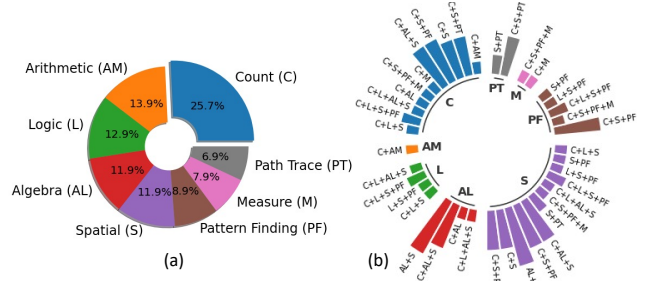 Count (C)
25.7%
Arithmetic (AM)
13.9%
Logic (L)
12.9%
Algebra (AL)
11.9%
Spatial (S)
11.9%
Pattern Finding (PF)
8.9%
Measure (M)
7.9%
Path Trace (PT)
6.9%
(a)
(b)
C
C+L+S
C+L+S+PF
C+L+AL+S
C+AL
C+S+PF+M
C+M
C+AL+S
C+S+PF
C+S
C+S+PT
C+AM
PT
S+PT
C+S+PT
M
C+S+PF+M
C+M
PF
S+PF
L+S+PF
C+L+S+PF
C+S+PF+M
C+S+PF
S
C+L+S
S+PF
L+S+PF
C+L+S+PF
C+L+AL+S
C+S+PF+M
S+PT
C+AL+S
C+S+PF
C+S
AL
C+L+AL+S
C+AL
C+AL+S
AL+S
L
C+L+S
L+S+PF
C+L+S+PF
C+L+AL+S
AM
C+AM